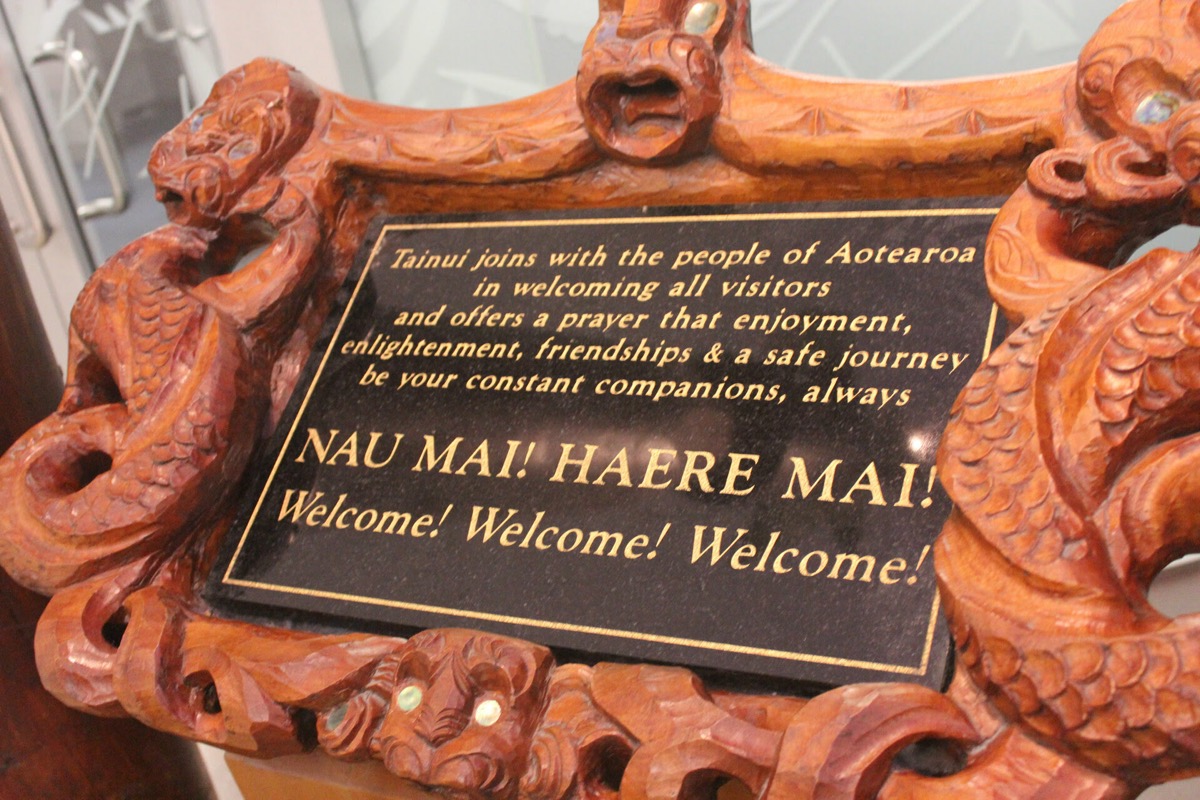 Tainui joins with the people of Aotearoa
in welcoming all visitors
and offers a prayer that enjoyment,
enlightenment, friendships & a safe journey
be your constant companions, always
NAU MAI! HAERE MAI!
Welcome! Welcome! Welcome!